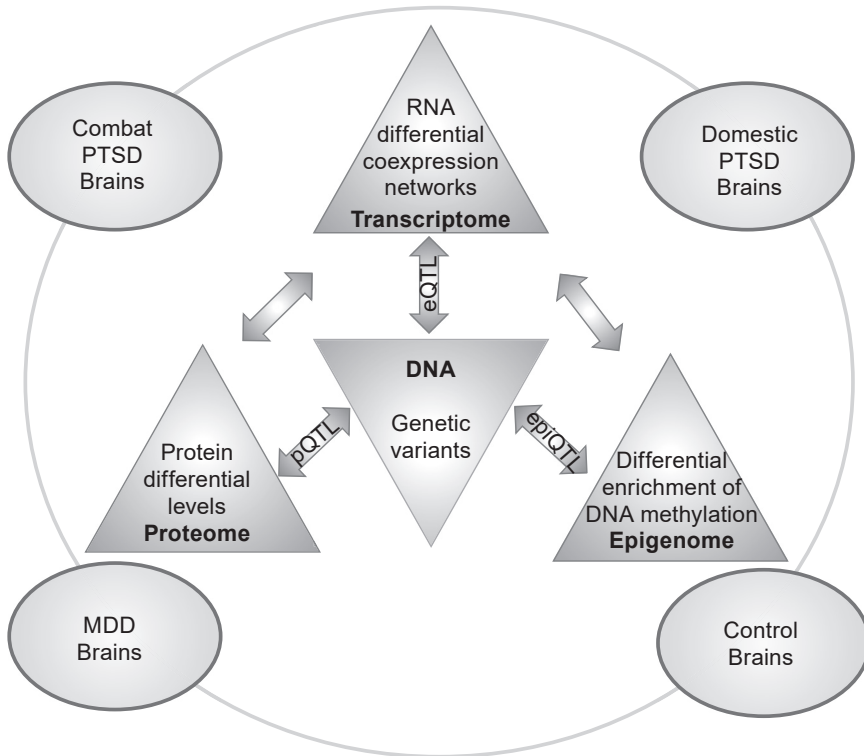 Combat
PTSD
Brains
RNA
differential
coexpression
networks
Transcriptome
Domestic
PTSD
Brains
eQTL
DNA
Genetic
variants
pQTL
epiQTL
Protein
differential
levels
Proteome
Differential
enrichment of
DNA methylation
Epigenome
MDD
Brains
Control
Brains